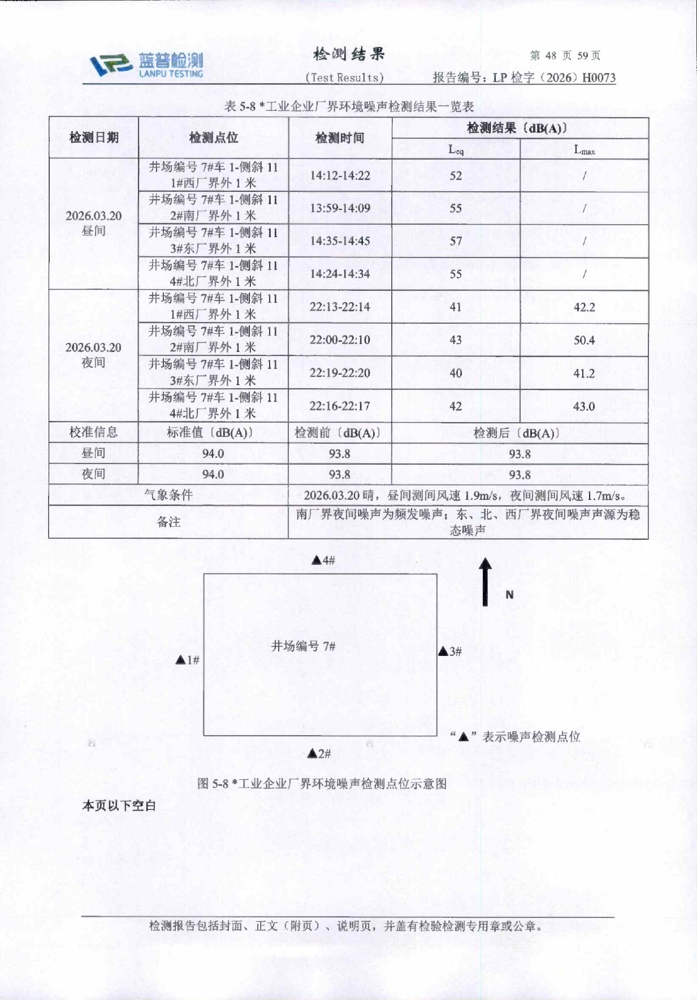 蓝普检测
LANPU TESTING
检测结果
(Test Results)
第 48 页 59页
报告编号：LP 检字（2026）H0073
表 5-8 *工业企业厂界环境噪声检测结果一览表
检测日期 检测点位 检测时间 检测结果〔dB(A)〕
Leq Lmax
2026.03.20
昼间
井场编号 7#车 1-侧斜 11
1#西厂界外 1 米
14:12-14:22 52 /
井场编号 7#车 1-侧斜 11
2#南厂界外 1 米
13:59-14:09 55 /
井场编号 7#车 1-侧斜 11
3#东厂界外 1 米
14:35-14:45 57 /
井场编号 7#车 1-侧斜 11
4#北厂界外 1 米
14:24-14:34 55 /
2026.03.20
夜间
井场编号 7#车 1-侧斜 11
1#西厂界外 1 米
22:13-22:14 41 42.2
井场编号 7#车 1-侧斜 11
2#南厂界外 1 米
22:00-22:10 43 50.4
井场编号 7#车 1-侧斜 11
3#东厂界外 1 米
22:19-22:20 40 41.2
井场编号 7#车 1-侧斜 11
4#北厂界外 1 米
22:16-22:17 42 43.0
校准信息 标准值〔dB(A)〕 检测前〔dB(A)〕 检测后〔dB(A)〕
昼间 94.0 93.8 93.8
夜间 94.0 93.8 93.8
气象条件 2026.03.20 晴，昼间测间风速 1.9m/s，夜间测间风速 1.7m/s。
备注 南厂界夜间噪声为频发噪声；东、北、西厂界夜间噪声声源为稳
态噪声
▲4#
N
井场编号 7#
▲1#
▲3#
“▲”表示噪声检测点位
▲2#
图 5-8 *工业企业厂界环境噪声检测点位示意图
本页以下空白
检测报告包括封面、正文（附页）、说明页，并盖有检验检测专用章或公章。